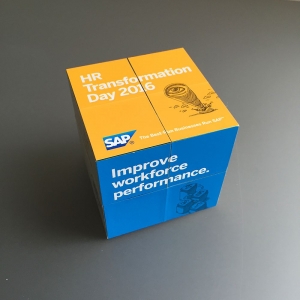 HR
Transformation
Day 2016
SAP®
The Best-Run Businesses Run SAP®
Improve
workforce
performance.